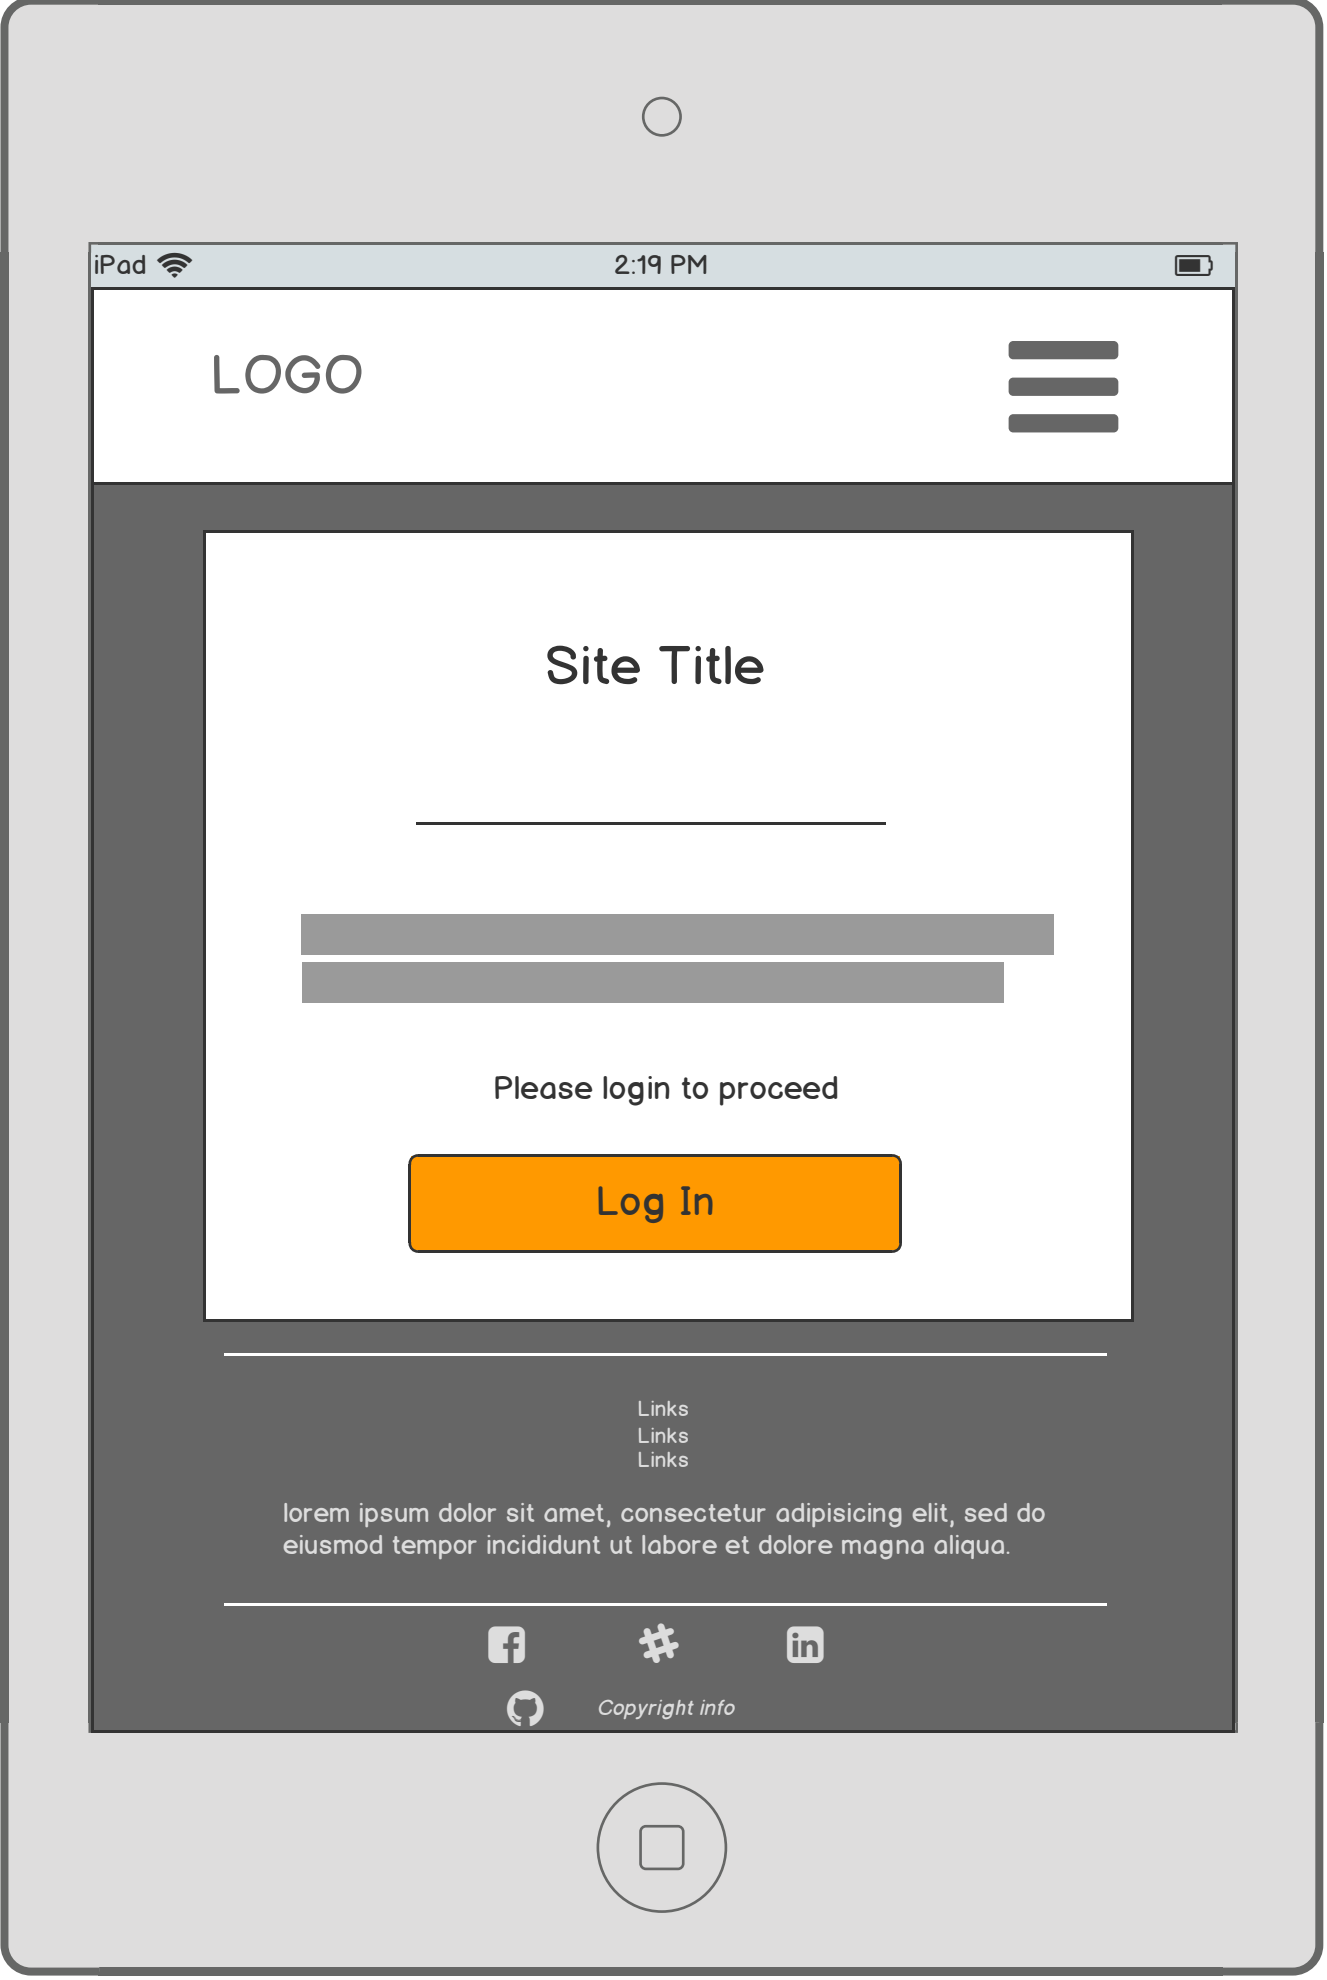 iPad 2:19 PM
LOGO
Site Title
Please login to proceed
Log In
Links
Links
Links
lorem ipsum dolor sit amet, consectetur adipisicing elit, sed do
eiusmod tempor incididunt ut labore et dolore magna aliqua.
Copyright info